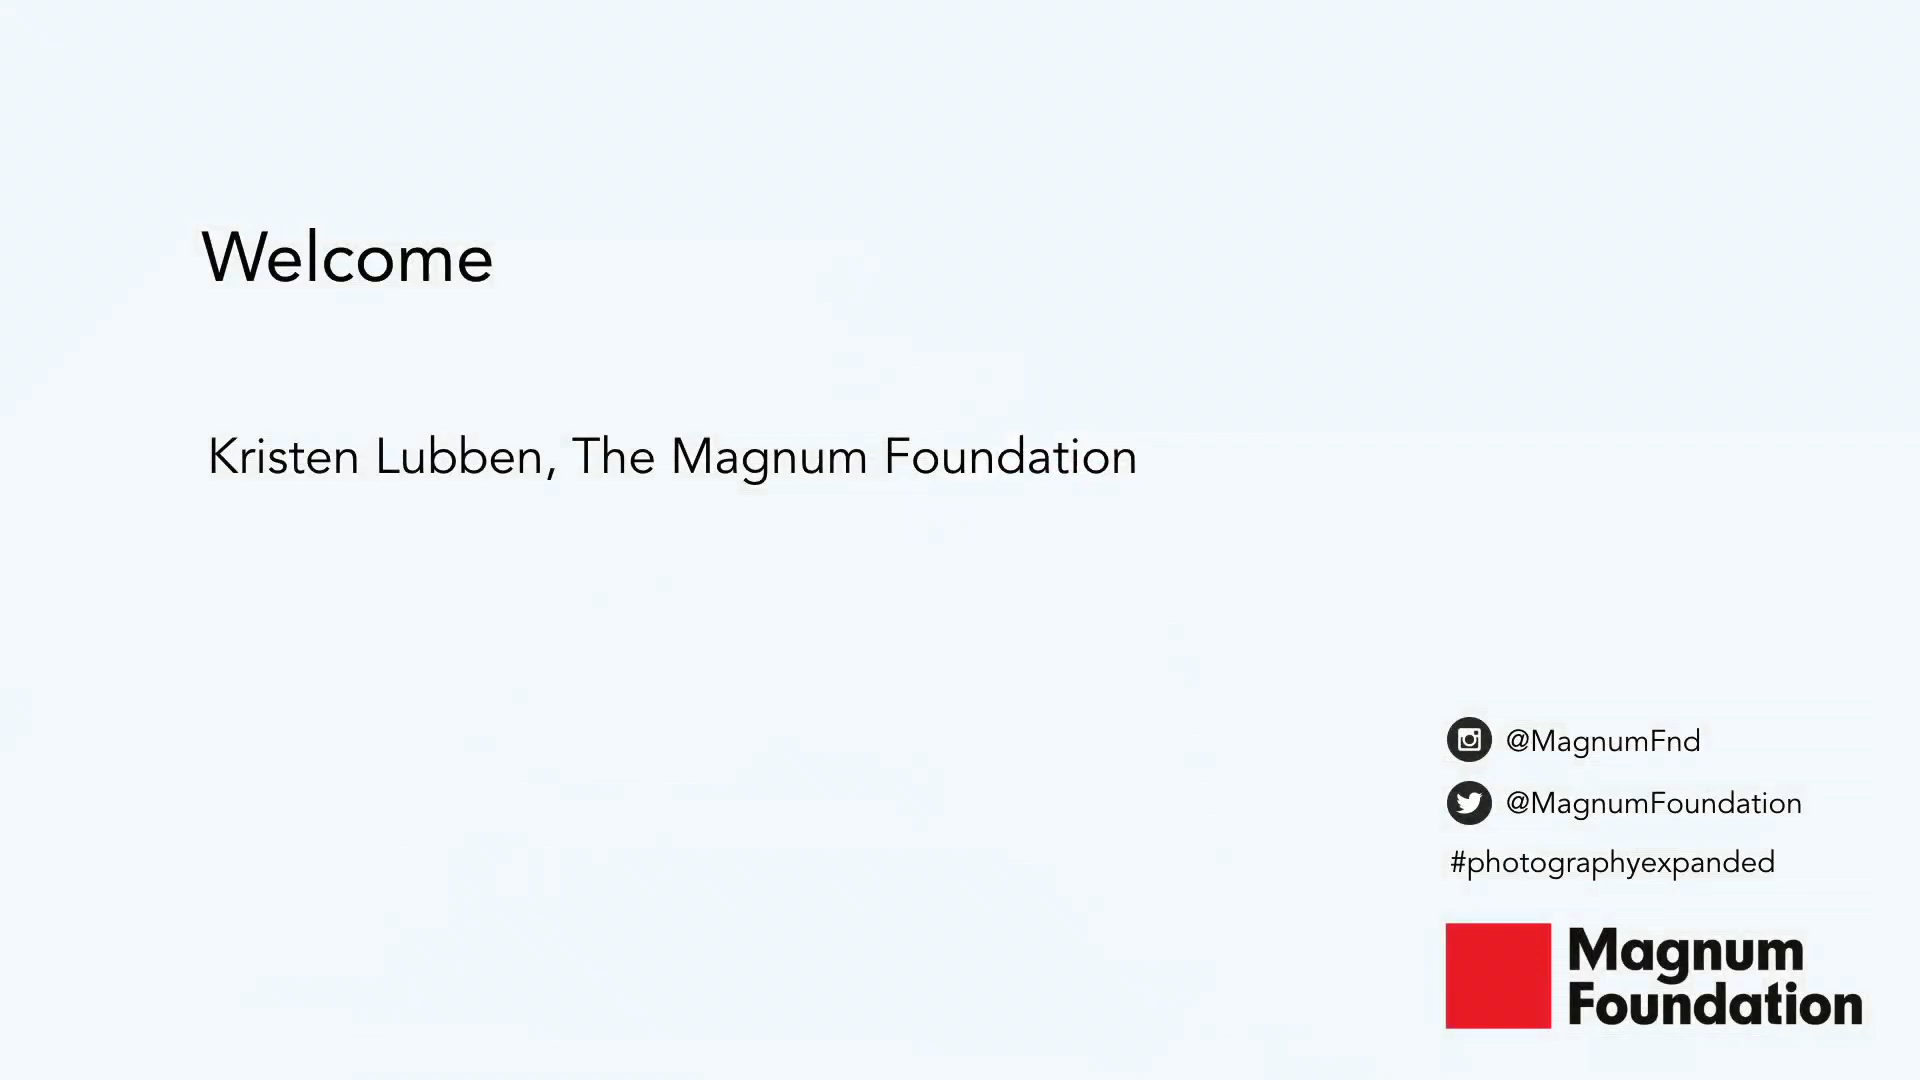 Welcome
Kristen Lubben, The Magnum Foundation
@MagnumFnd
@MagnumFoundation
#photographyexpanded
Magnum
Foundation